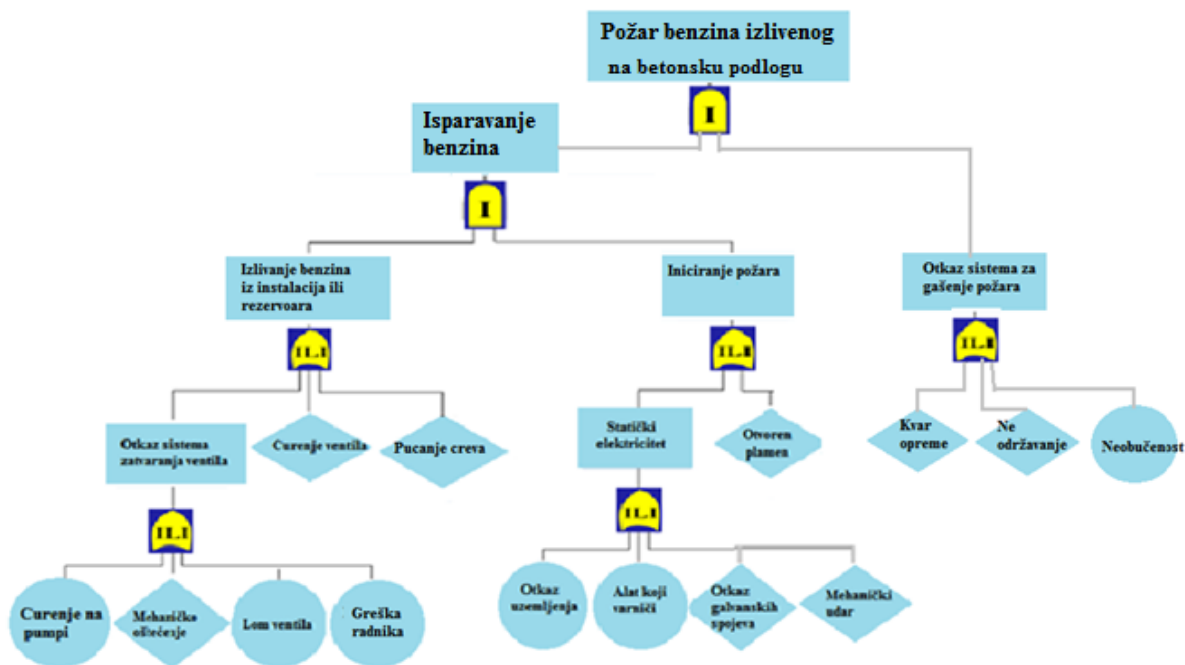 Požar benzina izlivenog
na betonsku podlogu
I
Isparavanje
benzina
I
Izlivanje benzina
iz instalacija ili
rezervoara
Iniciranje požara
Otkaz sistema za
gašenje požara
ILI
ILI
ILI
Otkaz sistema
zatvaranja ventila
Curenje ventila
Pucanje creva
Statički
elektricitet
Otvoren
plamen
Kvar
opreme
Ne
održavanje
Neobučenost
ILI
ILI
Curenje na
pumpi
Mehaničko
oštećenje
Lom ventila
Greška
radnika
Otkaz
uzemljenja
Alat koji
varniči
Otkaz
galvanskih
spojeva
Mehanički
udar